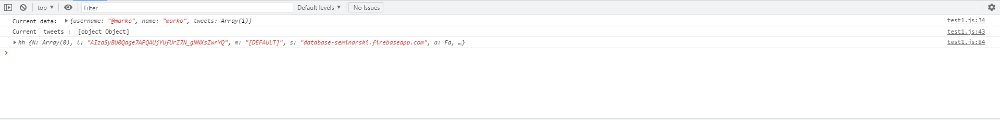 top Filter Default levels No Issues
Current data: {username: "@marko", name: "marko", tweets: Array(1)} test1.js:34
Current tweets : [object Object] test1.js:43
hh {N: Array(0), l: "AIzaSyBU0Qage7APQAUjYUfUrZ7N_gNNXsZwrYQ", m: "[DEFAULT]", s: "database-seminarski.firebaseapp.com", a: Fa, …} test1.js:84